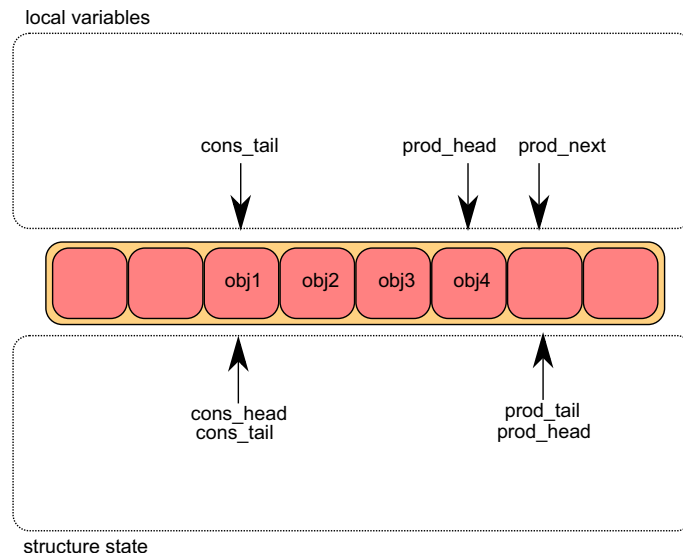 local variables
cons_tail prod_head prod_next
obj1 obj2 obj3 obj4
cons_head
cons_tail
prod_tail
prod_head
structure state